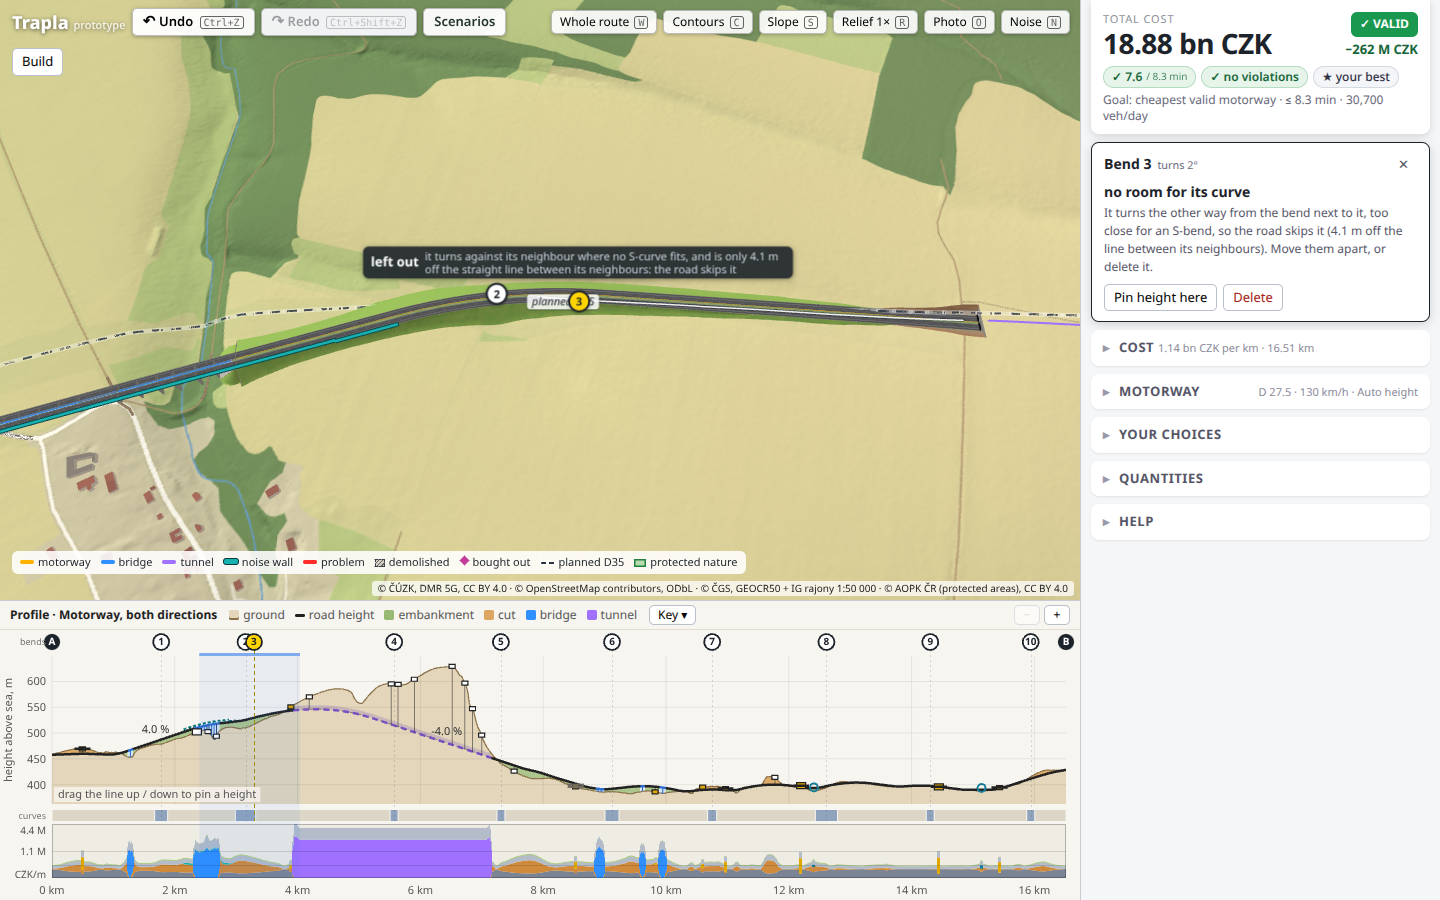 Trapla prototype
↶ Undo Ctrl+Z
↷ Redo Ctrl+Shift+Z
Scenarios
Whole route W
Contours C
Slope S
Relief 1× R
Photo O
Noise N
Build
left out it turns against its neighbour where no S-curve fits, and is only 4.1 m
off the straight line between its neighbours: the road skips it
2
3
motorway bridge tunnel noise wall problem demolished bought out planned D35 protected nature
© ČÚZK, DMR 5G, CC BY 4.0 · © OpenStreetMap contributors, ODbL · © ČGS, GEOCR50 + IG rajony 1:50 000 · © AOPK ČR (protected areas), CC BY 4.0
TOTAL COST
✓ VALID
18.88 bn CZK
−262 M CZK
✓ 7.6 / 8.3 min
✓ no violations
★ your best
Goal: cheapest valid motorway · ≤ 8.3 min · 30,700
veh/day
Bend 3 turns 2° ✕
no room for its curve
It turns the other way from the bend next to it, too
close for an S-bend, so the road skips it (4.1 m off the
line between its neighbours). Move them apart, or
delete it.
Pin height here
Delete
▶ COST 1.14 bn CZK per km · 16.51 km
▶ MOTORWAY D 27.5 · 130 km/h · Auto height
▶ YOUR CHOICES
▶ QUANTITIES
▶ HELP
Profile · Motorway, both directions ground road height embankment cut bridge tunnel Key ▾ − +
bends A 1 2 3 4 5 6 7 8 9 10 B
height above sea, m
600
550
500
450
400
4.0 %
-4.0 %
drag the line up / down to pin a height
curves
4.4 M
1.1 M
CZK/m
0 km 2 km 4 km 6 km 8 km 10 km 12 km 14 km 16 km